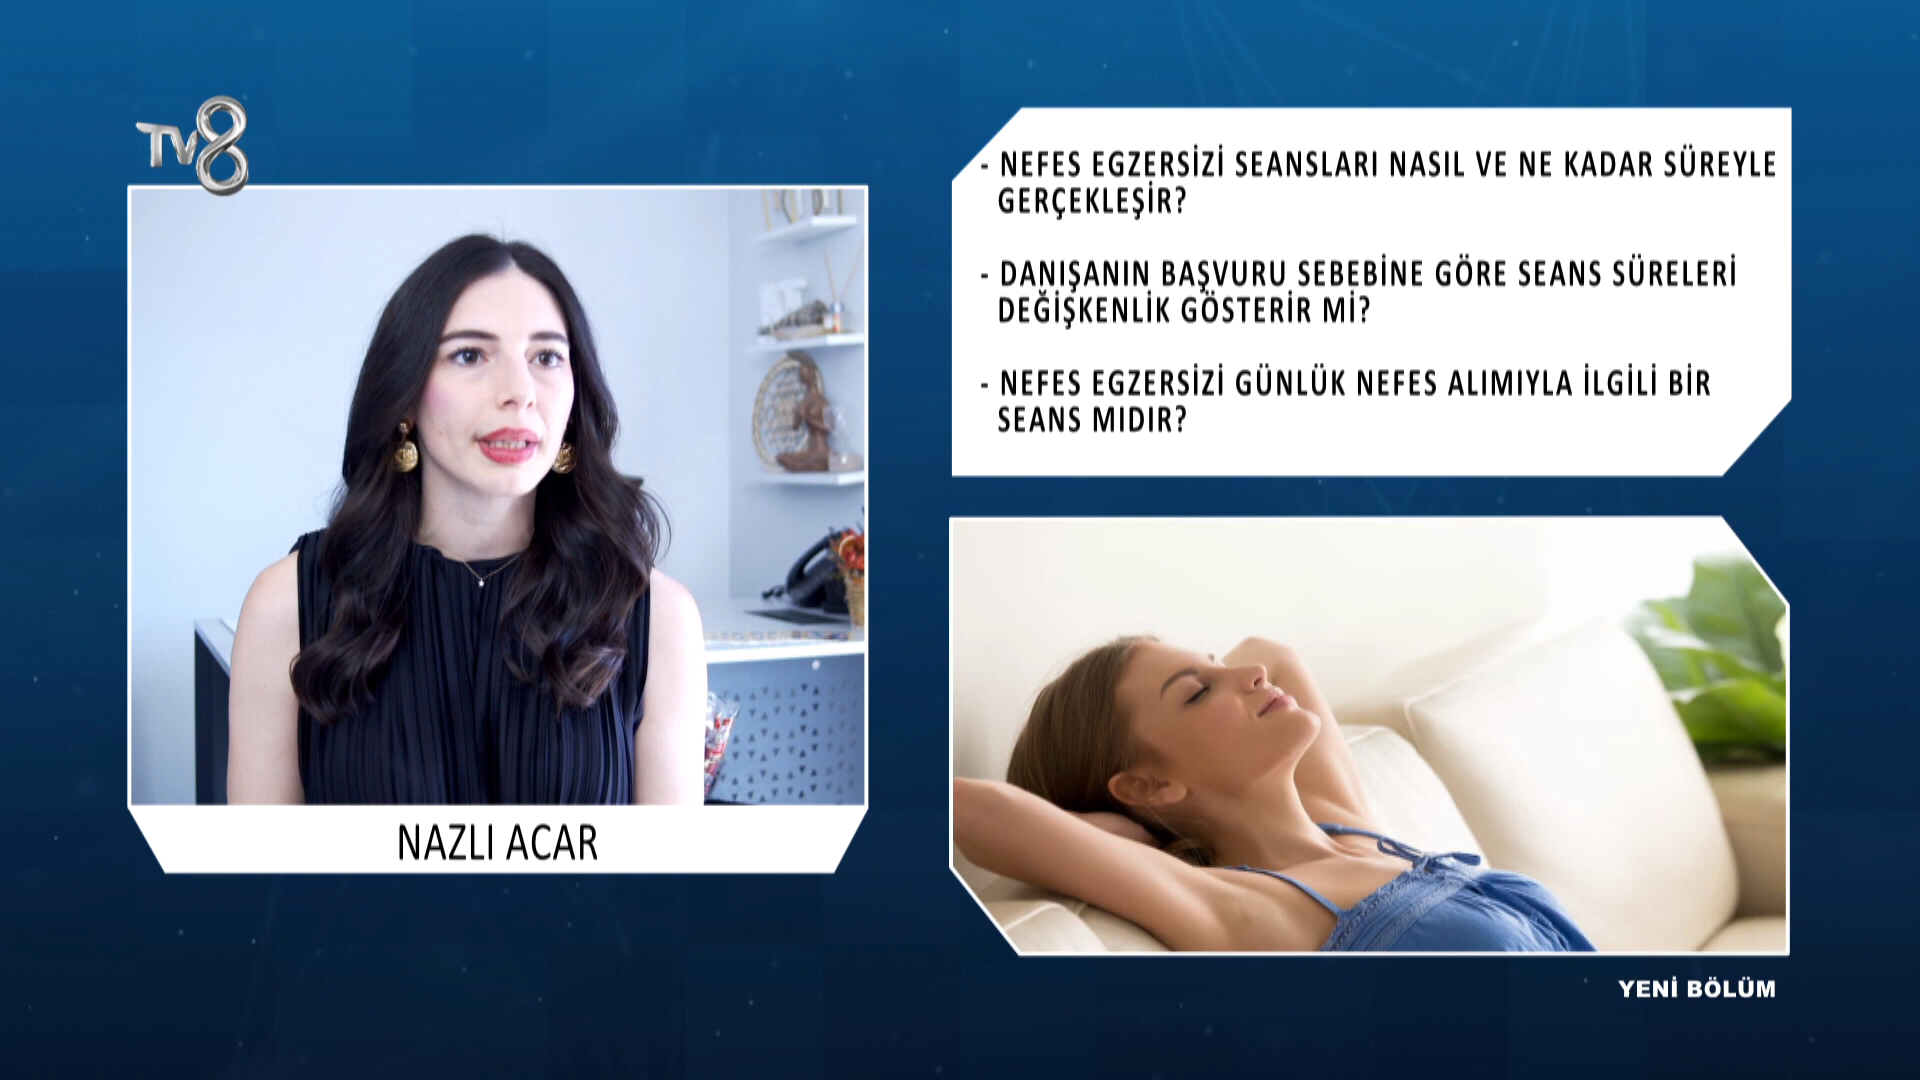 TV8
- NEFES EGZERSİZİ SEANSLARI NASIL VE NE KADAR SÜREYLE
GERÇEKLEŞİR?
- DANIŞANIN BAŞVURU SEBEBİNE GÖRE SEANS SÜRELERİ
DEĞİŞKENLİK GÖSTERİR Mİ?
- NEFES EGZERSİZİ GÜNLÜK NEFES ALIMIYLA İLGİLİ BİR
SEANS MIDIR?
NAZLI ACAR
YENİ BÖLÜM